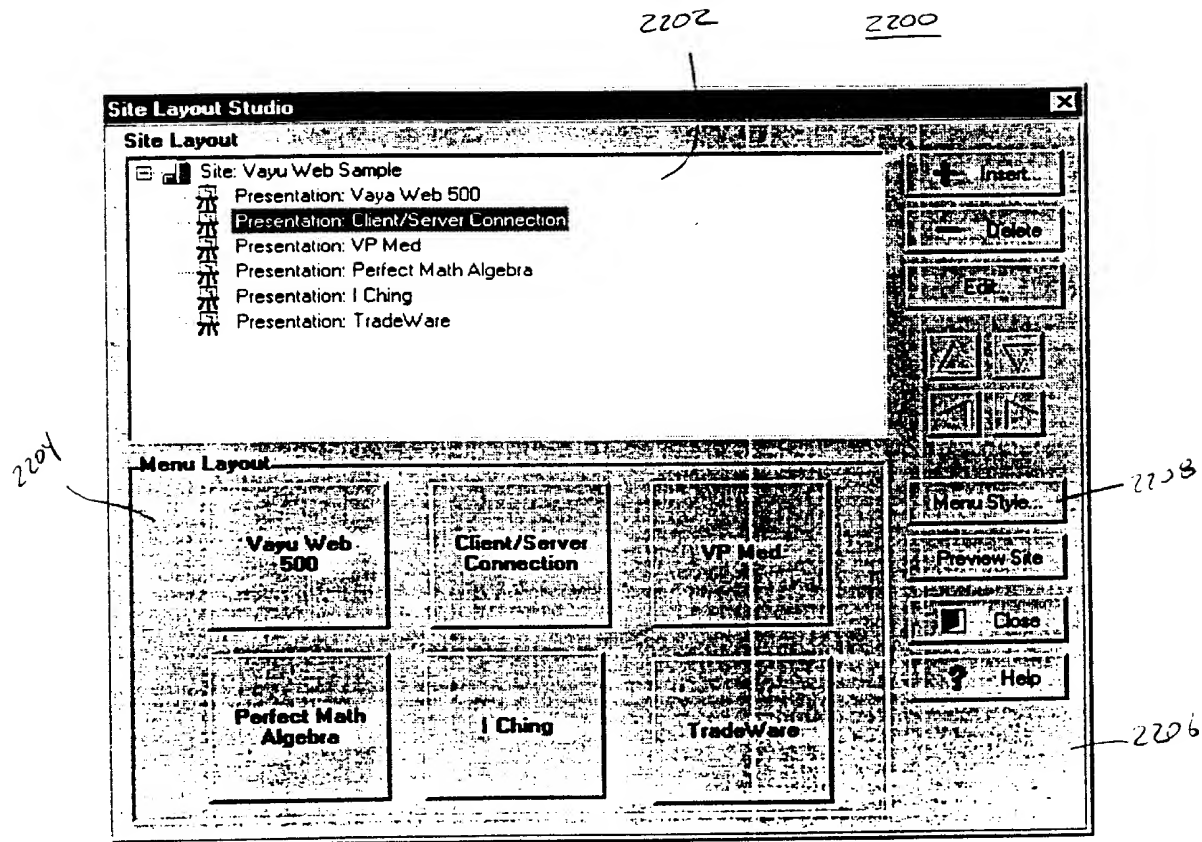 2202
2200
Site Layout Studio
Site Layout
Site: Vayu Web Sample
Presentation: Vaya Web 500
Presentation: Client/Server Connection
Presentation: VP Med
Presentation: Perfect Math Algebra
Presentation: I Ching
Presentation: TradeWare
Insert...
Delete
Edit...
2204
Menu Layout
Vayu Web
500
Client/Server
Connection
VP Med
Perfect Math
Algebra
I Ching
TradeWare
Menu Style...
2208
Preview Site
Close
? Help
2206